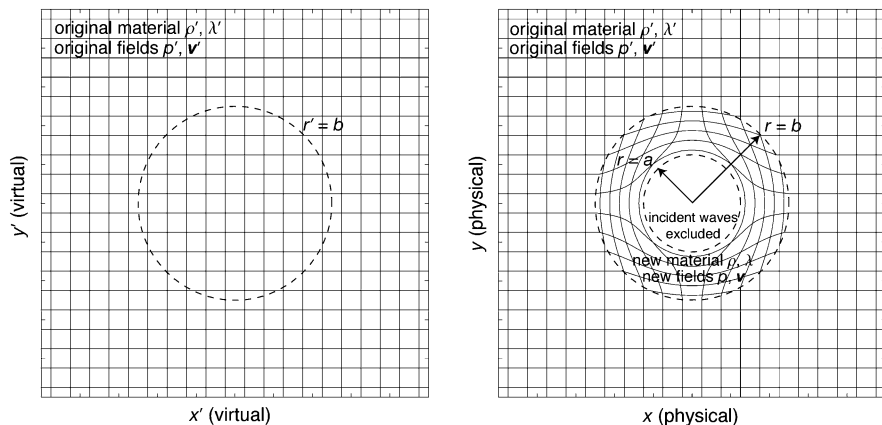 original material ρ′, λ′
original fields p′, v′
r′ = b
y′ (virtual)
x′ (virtual)
original material ρ′, λ′
original fields p′, v′
r = b
r = a
incident waves
excluded
new material ρ, λ
new fields p, v
y (physical)
x (physical)